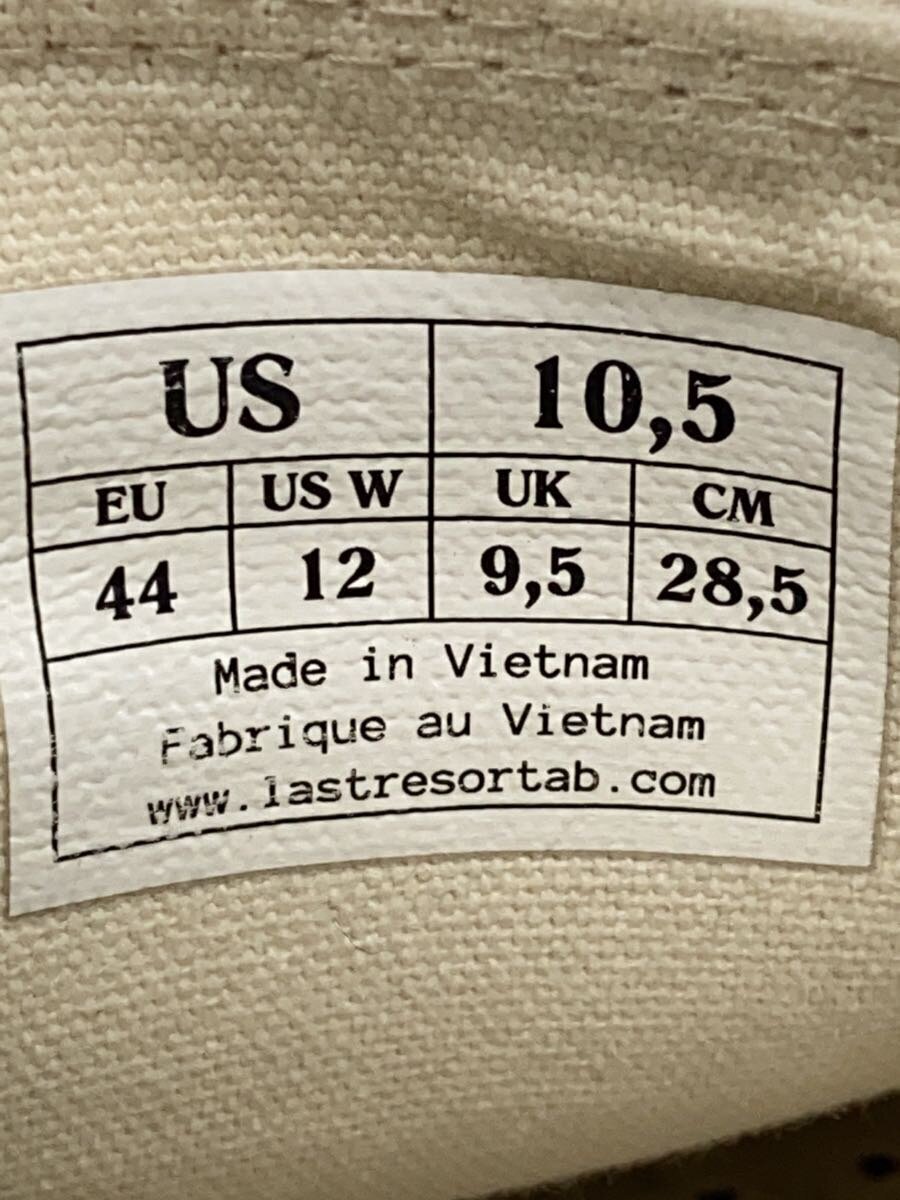 US 10,5
EU US W UK CM
44 12 9,5 28,5
Made in Vietnam
Fabrique au Vietnam
www.lastresortab.com